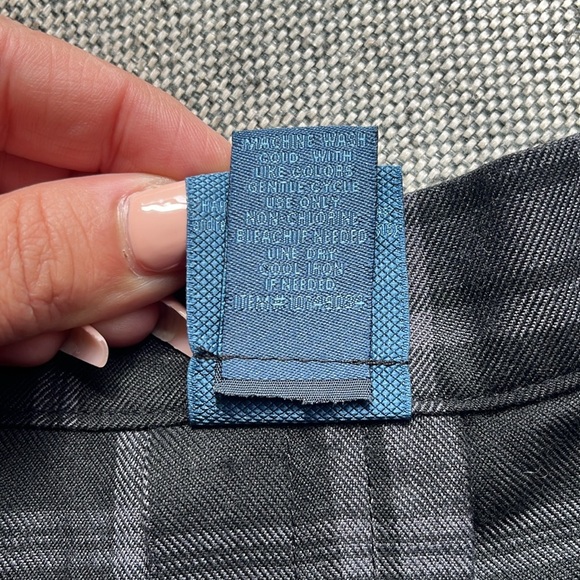 MACHINE WASH
COLD, WITH
LIKE COLORS
GENTLE CYCLE
USE ONLY
NON-CHLORINE
BLEACH IF NEEDED
LINE DRY
COOL IRON
IF NEEDED